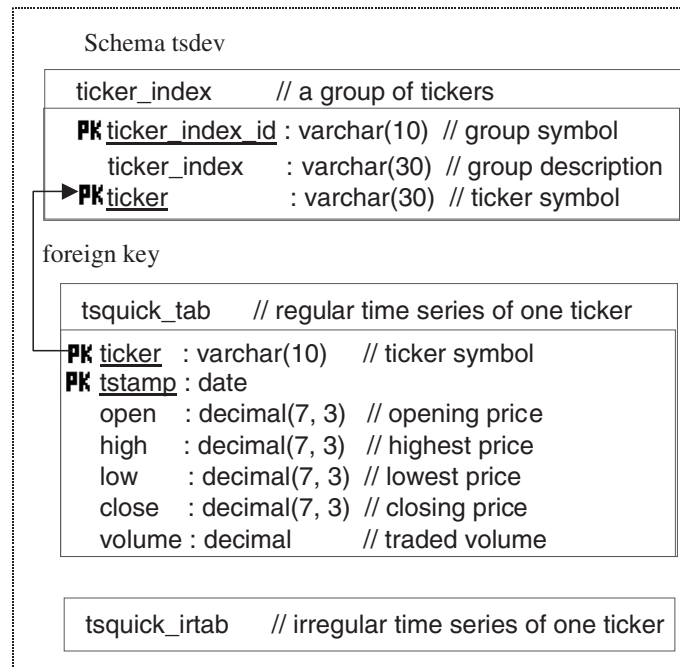 Schema tsdev
ticker_index // a group of tickers
PK ticker_index_id : varchar(10) // group symbol
ticker_index : varchar(30) // group description
PK ticker : varchar(30) // ticker symbol
foreign key
tsquick_tab // regular time series of one ticker
PK ticker : varchar(10) // ticker symbol
PK tstamp : date
open : decimal(7, 3) // opening price
high : decimal(7, 3) // highest price
low : decimal(7, 3) // lowest price
close : decimal(7, 3) // closing price
volume : decimal // traded volume
tsquick_irtab // irregular time series of one ticker